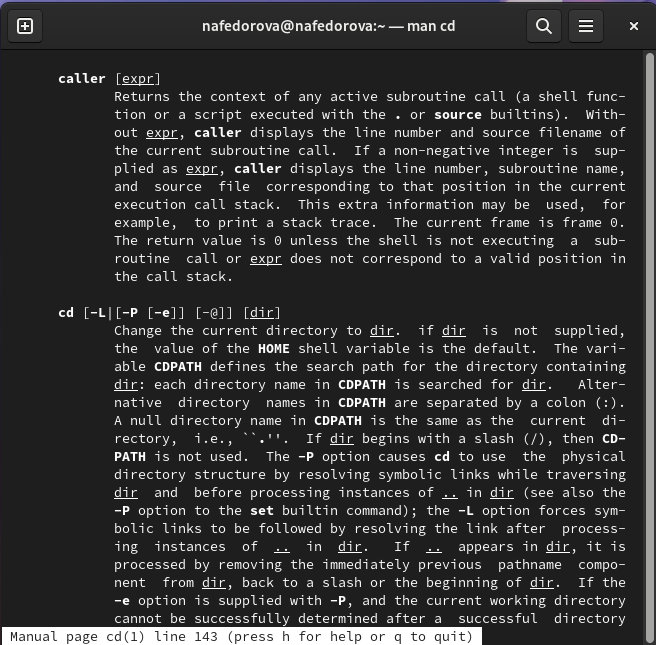 nafedorova@nafedorova:~ — man cd
caller [expr]
Returns the context of any active subroutine call (a shell func–
tion or a script executed with the . or source builtins).  With–
out expr, caller displays the line number and source filename of
the current subroutine call.  If a non–negative integer is  sup–
plied as expr, caller displays the line number, subroutine name,
and  source  file  corresponding to that position in the current
execution call stack.  This extra information may be  used,  for
example,  to print a stack trace.  The current frame is frame 0.
The return value is 0 unless the shell is not executing  a  sub–
routine  call or expr does not correspond to a valid position in
the call stack.
cd [–L|[–P [–e]] [-@]] [dir]
Change the current directory to dir.  if dir  is  not  supplied,
the  value of the HOME shell variable is the default.  The vari–
able CDPATH defines the search path for the directory containing
dir: each directory name in CDPATH is searched for dir.   Alter–
native  directory  names in CDPATH are separated by a colon (:).
A null directory name in CDPATH is the same as the  current  di–
rectory,  i.e., ``.''.  If dir begins with a slash (/), then CD–
PATH is not used.  The –P option causes cd to use  the  physical
directory structure by resolving symbolic links while traversing
dir  and  before processing instances of .. in dir (see also the
–P option to the set builtin command); the –L option forces sym–
bolic links to be followed by resolving the link after  process–
ing  instances  of  ..  in  dir.  If  ..  appears in dir, it is
processed by removing the immediately previous  pathname  compo–
nent  from dir, back to a slash or the beginning of dir.  If the
–e option is supplied with –P, and the current working directory
cannot be successfully determined after a  successful  directory
Manual page cd(1) line 143 (press h for help or q to quit)